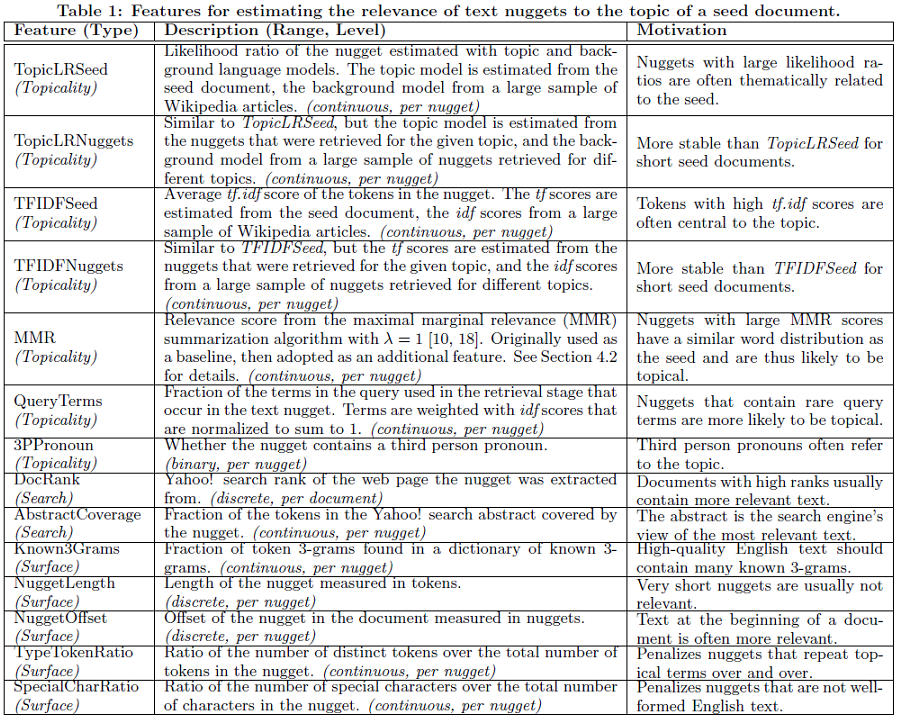 Table 1: Features for estimating the relevance of text nuggets to the topic of a seed document.
Feature (Type) Description (Range, Level) Motivation
TopicLRSeed
(Topicality)
Likelihood ratio of the nugget estimated with topic and back-
ground language models. The topic model is estimated from the
seed document, the background model from a large sample of
Wikipedia articles. (continuous, per nugget)
Nuggets with large likelihood ra-
tios are often thematically related
to the seed.
TopicLRNuggets
(Topicality)
Similar to TopicLRSeed, but the topic model is estimated from
the nuggets that were retrieved for the given topic, and the back-
ground model from a large sample of nuggets retrieved for dif-
ferent topics. (continuous, per nugget)
More stable than TopicLRSeed for
short seed documents.
TFIDFSeed
(Topicality)
Average tf.idf score of the tokens in the nugget. The tf scores are
estimated from the seed document, the idf scores from a large
sample of Wikipedia articles. (continuous, per nugget)
Tokens with high tf.idf scores are
often central to the topic.
TFIDFNuggets
(Topicality)
Similar to TFIDFSeed, but the tf scores are estimated from the
nuggets that were retrieved for the given topic, and the idf scores
from a large sample of nuggets retrieved for different topics.
(continuous, per nugget)
More stable than TFIDFSeed for
short seed documents.
MMR
(Topicality)
Relevance score from the maximal marginal relevance (MMR)
summarization algorithm with λ = 1 [10, 18]. Originally used as
a baseline, then adopted as an additional feature. See Section 4.2
for details. (continuous, per nugget)
Nuggets with large MMR scores
have a similar word distribution as
the seed and are thus likely to be
topical.
QueryTerms
(Topicality)
Fraction of the terms in the query used in the retrieval stage that
occur in the text nugget. Terms are weighted with idf scores that
are normalized to sum to 1. (continuous, per nugget)
Nuggets that contain rare query
terms are more likely to be topical.
3PPronoun
(Topicality)
Whether the nugget contains a third person pronoun.
(binary, per nugget)
Third person pronouns often refer
to the topic.
DocRank
(Search)
Yahoo! search rank of the web page the nugget was extracted
from. (discrete, per document)
Documents with high ranks usually
contain more relevant text.
AbstractCoverage
(Search)
Fraction of the tokens in the Yahoo! search abstract covered by
the nugget. (continuous, per nugget)
The abstract is the search engine's
view of the most relevant text.
Known3Grams
(Surface)
Fraction of token 3-grams found in a dictionary of known 3-
grams. (continuous, per nugget)
High-quality English text should
contain many known 3-grams.
NuggetLength
(Surface)
Length of the nugget measured in tokens.
(discrete, per nugget)
Very short nuggets are usually not
relevant.
NuggetOffset
(Surface)
Offset of the nugget in the document measured in nuggets.
(discrete, per nugget)
Text at the beginning of a docu-
ment is often more relevant.
TypeTokenRatio
(Surface)
Ratio of the number of distinct tokens over the total number of
tokens in the nugget. (continuous, per nugget)
Penalizes nuggets that repeat top-
ical terms over and over.
SpecialCharRatio
(Surface)
Ratio of the number of special characters over the total number
of characters in the nugget. (continuous, per nugget)
Penalizes nuggets that are not well-
formed English text.